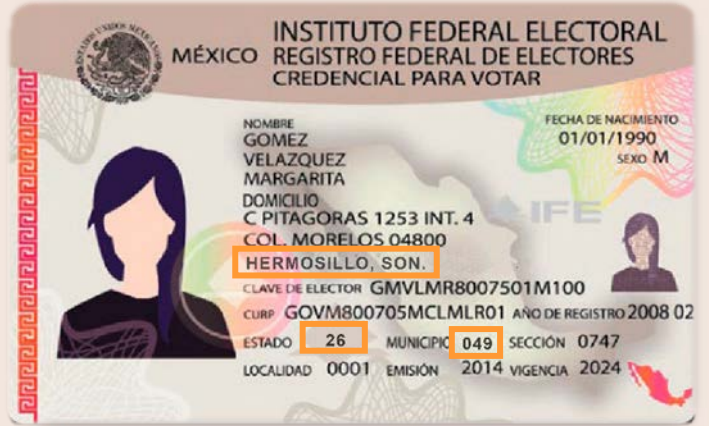 INSTITUTO FEDERAL ELECTORAL
MÉXICO REGISTRO FEDERAL DE ELECTORES
CREDENCIAL PARA VOTAR
NOMBRE
GOMEZ
VELAZQUEZ
MARGARITA
FECHA DE NACIMIENTO
01/01/1990
SEXO M
DOMICILIO
C PITAGORAS 1253 INT. 4
COL. MORELOS 04800
HERMOSILLO, SON.
IFE
CLAVE DE ELECTOR GMVLMR8007501M100
CURP GOVM800705MCLMLR01 AÑO DE REGISTRO 2008 02
ESTADO 26 MUNICIPIO 049 SECCIÓN 0747
LOCALIDAD 0001 EMISIÓN 2014 VIGENCIA 2024